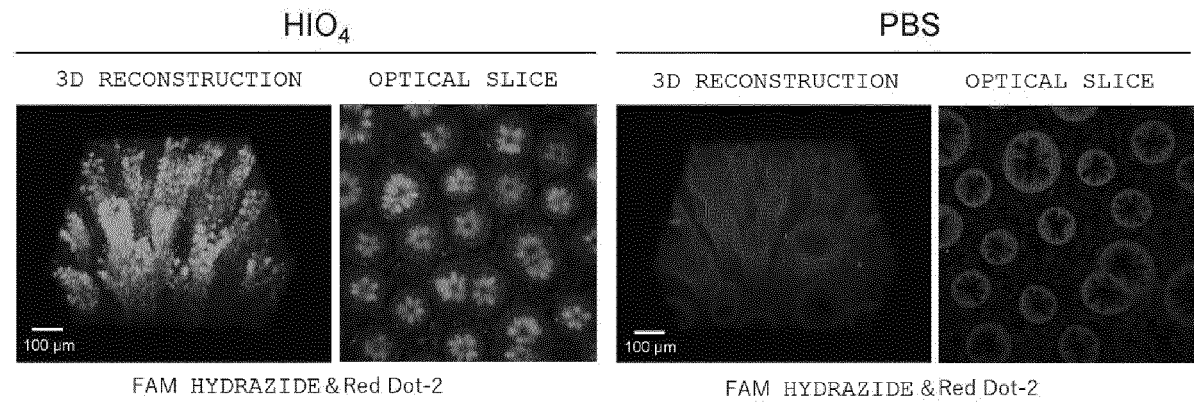 HIO4
PBS
3D RECONSTRUCTION
OPTICAL SLICE
3D RECONSTRUCTION
OPTICAL SLICE
100 µm
100 µm
FAM HYDRAZIDE & Red Dot-2
FAM HYDRAZIDE & Red Dot-2